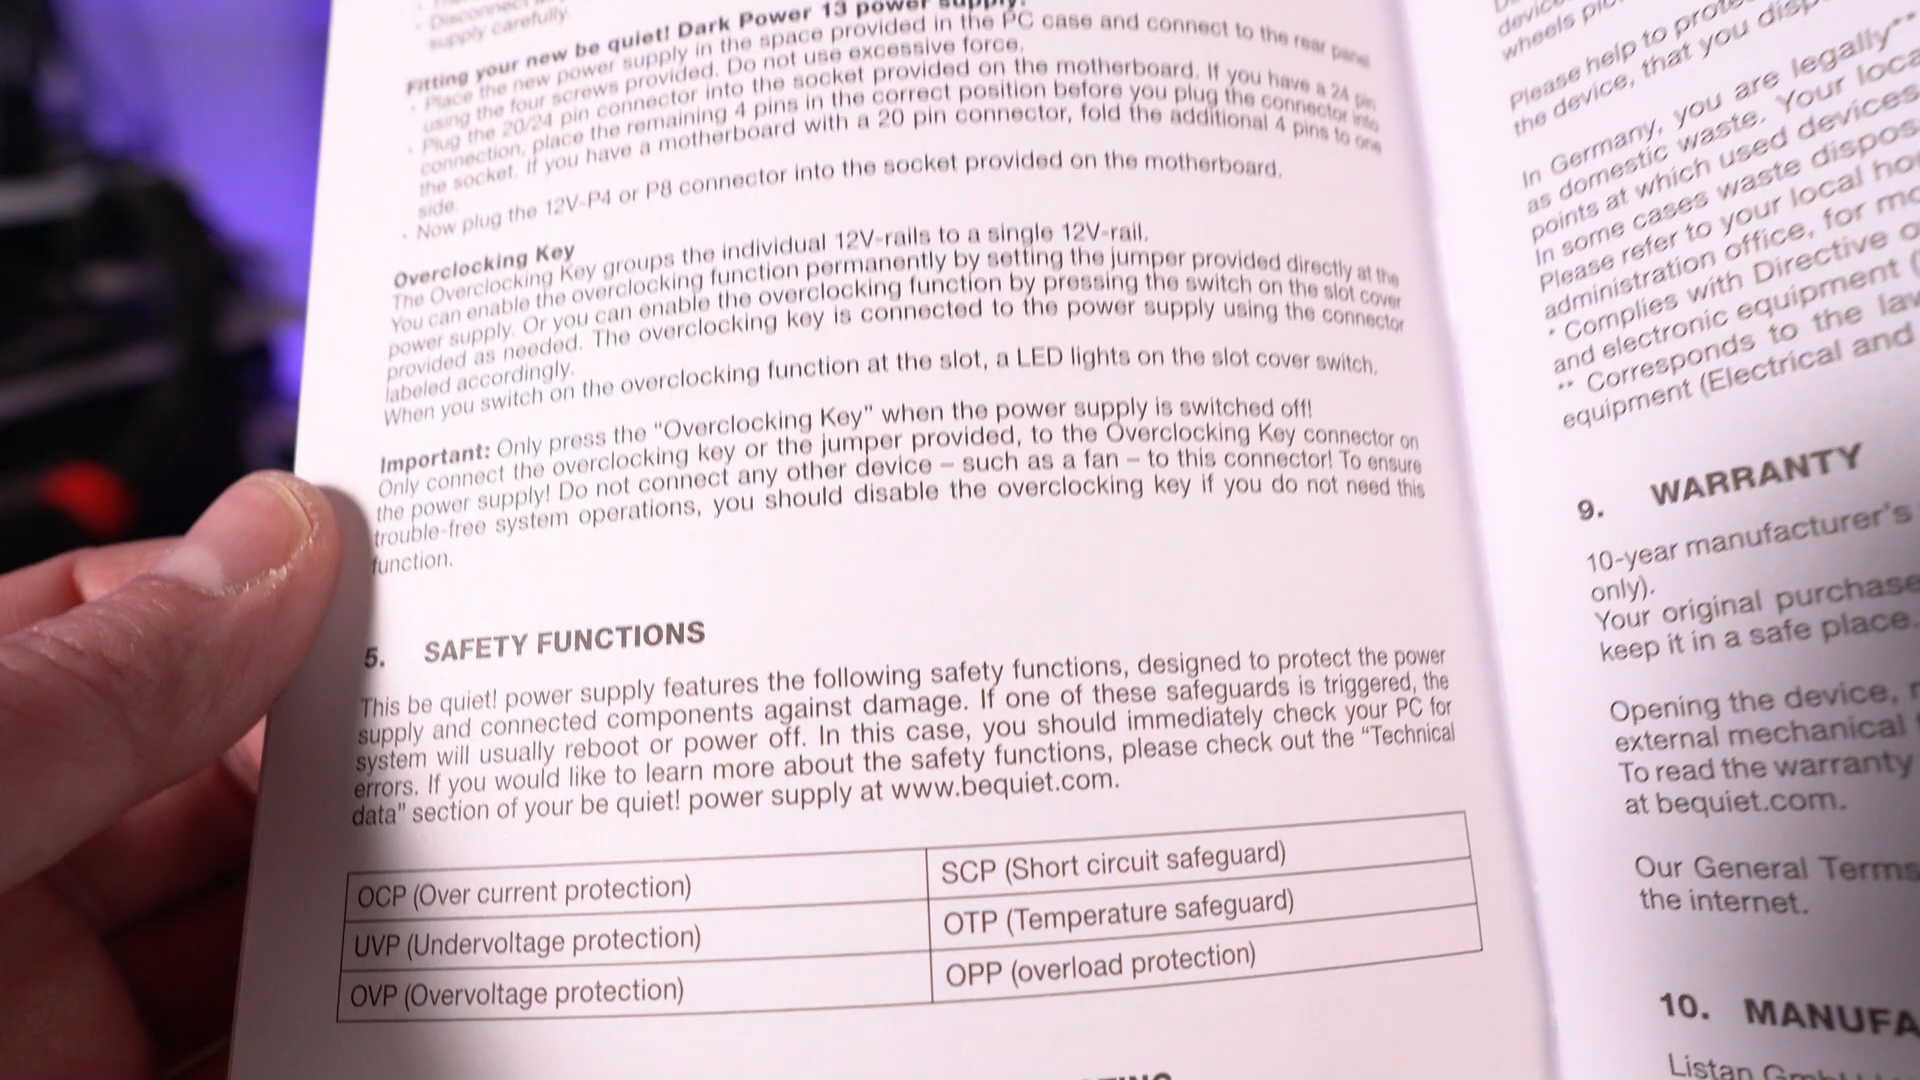 Disconnect
supply carefully.
Fitting your new be quiet! Dark Power 13 power supply:
- Place the new power supply in the space provided in the PC case and connect to the rear panel
using the four screws provided. Do not use excessive force.
- Plug the 20/24 pin connector into the socket provided on the motherboard. If you have a 24 pin
connection, place the remaining 4 pins in the correct position before you plug the connector into
the socket. If you have a motherboard with a 20 pin connector, fold the additional 4 pins to one
side.
- Now plug the 12V-P4 or P8 connector into the socket provided on the motherboard.
Overclocking Key
The Overclocking Key groups the individual 12V-rails to a single 12V-rail.
You can enable the overclocking function permanently by setting the jumper provided directly at the
power supply. Or you can enable the overclocking function by pressing the switch on the slot cover
provided as needed. The overclocking key is connected to the power supply using the connector
labeled accordingly.
When you switch on the overclocking function at the slot, a LED lights on the slot cover switch.
Important: Only press the “Overclocking Key” when the power supply is switched off!
Only connect the overclocking key or the jumper provided, to the Overclocking Key connector on
the power supply! Do not connect any other device – such as a fan – to this connector! To ensure
trouble-free system operations, you should disable the overclocking key if you do not need this
function.
5. SAFETY FUNCTIONS
This be quiet! power supply features the following safety functions, designed to protect the power
supply and connected components against damage. If one of these safeguards is triggered, the
system will usually reboot or power off. In this case, you should immediately check your PC for
errors. If you would like to learn more about the safety functions, please check out the “Technical
data” section of your be quiet! power supply at www.bequiet.com.
OCP (Over current protection)
SCP (Short circuit safeguard)
UVP (Undervoltage protection)
OTP (Temperature safeguard)
OVP (Overvoltage protection)
OPP (overload protection)
wheels
Please help to
the device, that you
In Germany, you are legally**
as domestic waste. Your
points at which used devices
In some cases waste
Please refer to your local
administration office, for
* Complies with Directive
and electronic equipment (
** Corresponds to the
equipment (Electrical and
9. WARRANTY
10-year manufacturer's
only).
Your original purchase
keep it in a safe place.
Opening the device,
external mechanical
To read the warranty
at bequiet.com.
Our General Terms
the internet.
10. MANUFA
Listan